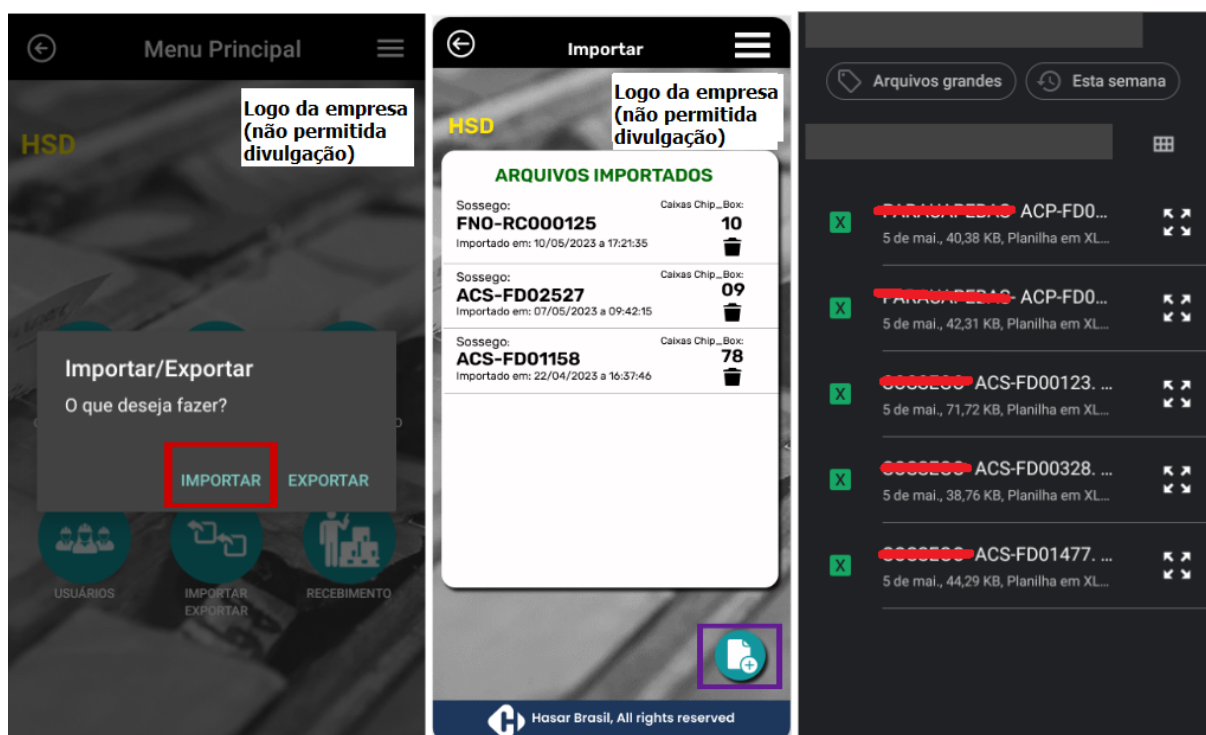 Menu Principal
Logo da empresa
(não permitida
divulgação)
HSD
Importar/Exportar
O que deseja fazer?
IMPORTAR EXPORTAR
USUÁRIOS
IMPORTAR
EXPORTAR
RECEBIMENTO
Importar
Logo da empresa
(não permitida
divulgação)
HSD
ARQUIVOS IMPORTADOS
Sossego: Caixas Chip_Box:
FNO-RC000125 10
Importado em: 10/05/2023 a 17:21:35
Sossego: Caixas Chip_Box:
ACS-FD02527 09
Importado em: 07/05/2023 a 09:42:15
Sossego: Caixas Chip_Box:
ACS-FD01158 78
Importado em: 22/04/2023 a 16:37:46
Hasar Brasil, All rights reserved
Arquivos grandes Esta semana
ACP-FD0...
5 de mai., 40,38 KB, Planilha em XL...
- ACP-FD0...
5 de mai., 42,31 KB, Planilha em XL...
ACS-FD00123. ...
5 de mai., 71,72 KB, Planilha em XL...
ACS-FD00328. ...
5 de mai., 38,76 KB, Planilha em XL...
ACS-FD01477. ...
5 de mai., 44,29 KB, Planilha em XL...